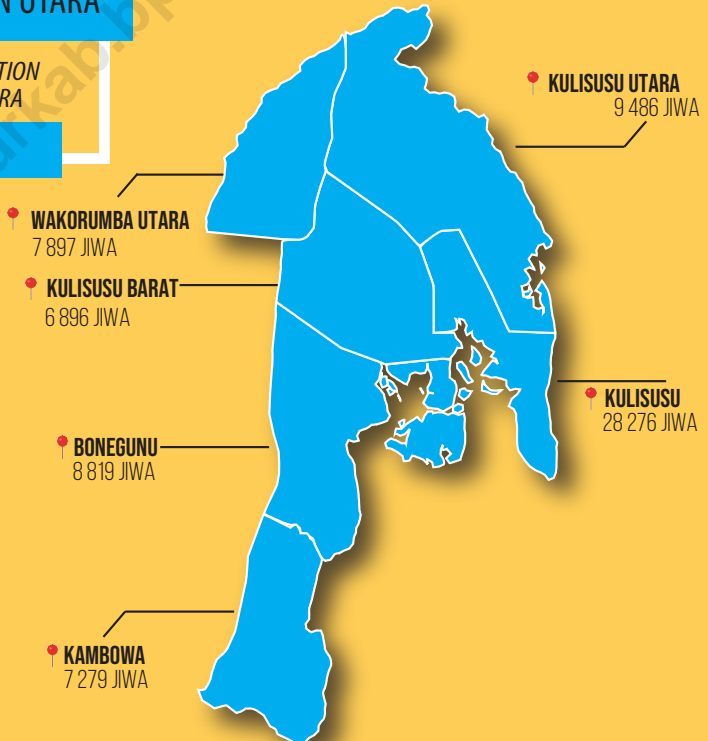 N UTARA
TION
RA
KULISUSU UTARA
9 486 JIWA
WAKORUMBA UTARA
7 897 JIWA
KULISUSU BARAT
6 896 JIWA
KULISUSU
28 276 JIWA
BONEGUNU
8 819 JIWA
KAMBOWA
7 279 JIWA